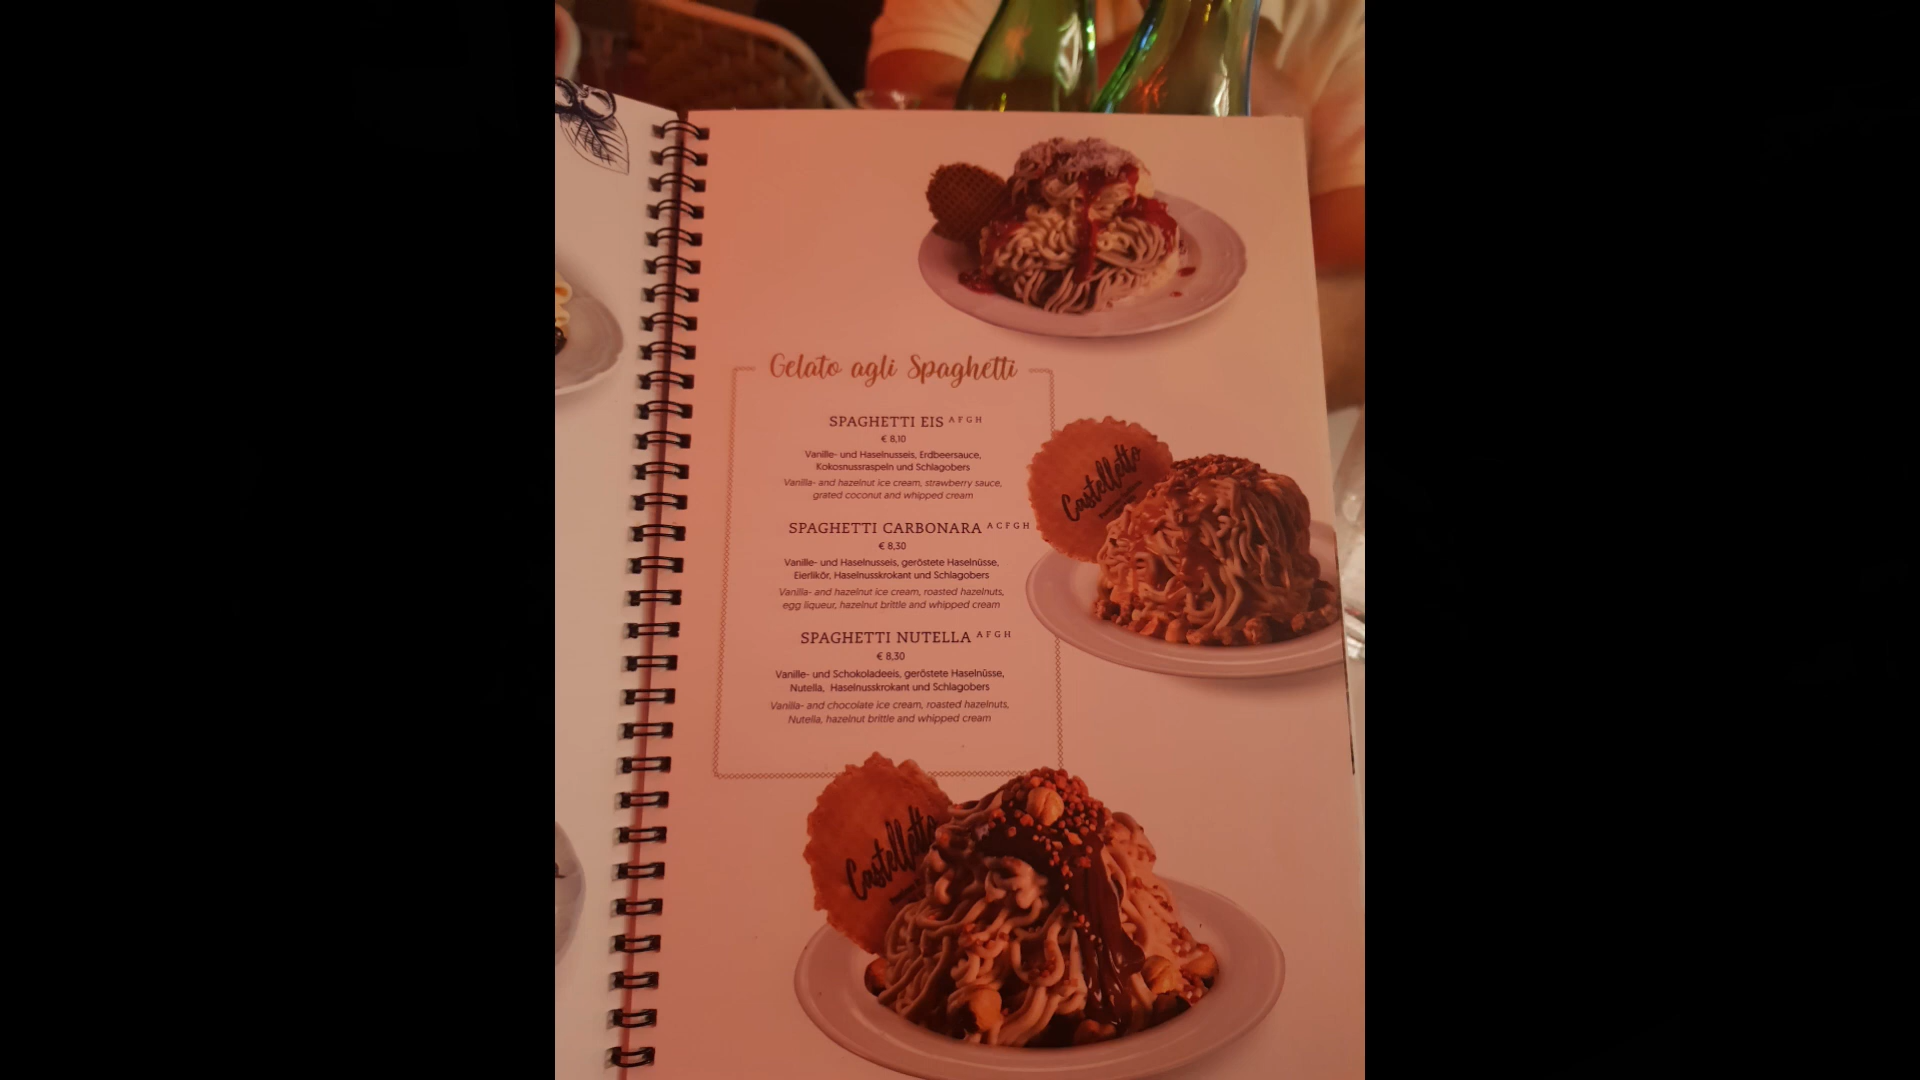 Gelato agli Spaghetti
SPAGHETTI EIS A F G H
€ 8,10
Vanille- und Haselnusseis, Erdbeersauce,
Kokosnussraspeln und Schlagobers
Vanilla- and hazelnut ice cream, strawberry sauce,
grated coconut and whipped cream
SPAGHETTI CARBONARA A C F G H
€ 8,30
Vanille- und Haselnusseis, geröstete Haselnüsse,
Eierlikör, Haselnusskrokant und Schlagobers
Vanilla- and hazelnut ice cream, roasted hazelnuts,
egg liqueur, hazelnut brittle and whipped cream
SPAGHETTI NUTELLA A F G H
€ 8,30
Vanille- und Schokoladeeis, geröstete Haselnüsse,
Nutella, Haselnusskrokant und Schlagobers
Vanilla- and chocolate ice cream, roasted hazelnuts,
Nutella, hazelnut brittle and whipped cream
Castelletto
Castelletto